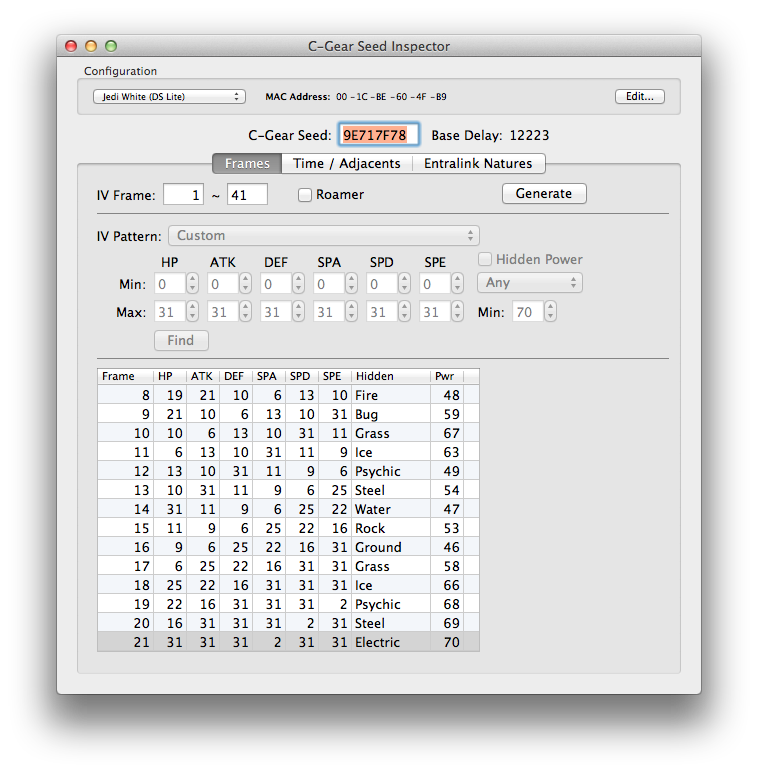 C-Gear Seed Inspector
Configuration
Jedi White (DS Lite) MAC Address: 00 -1C -BE -60 -4F -B9 Edit...
C-Gear Seed: 9E717F78 Base Delay: 12223
Frames Time / Adjacents Entralink Natures
IV Frame: 1 ~ 41 Roamer Generate
IV Pattern: Custom
HP ATK DEF SPA SPD SPE Hidden Power
Min: 0 0 0 0 0 0 Any
Max: 31 31 31 31 31 31 Min: 70
Find
Frame HP ATK DEF SPA SPD SPE Hidden Pwr
8 19 21 10 6 13 10 Fire 48
9 21 10 6 13 10 31 Bug 59
10 10 6 13 10 31 11 Grass 67
11 6 13 10 31 11 9 Ice 63
12 13 10 31 11 9 6 Psychic 49
13 10 31 11 9 6 25 Steel 54
14 31 11 9 6 25 22 Water 47
15 11 9 6 25 22 16 Rock 53
16 9 6 25 22 16 31 Ground 46
17 6 25 22 16 31 31 Grass 58
18 25 22 16 31 31 31 Ice 66
19 22 16 31 31 31 2 Psychic 68
20 16 31 31 31 2 31 Steel 69
21 31 31 31 2 31 31 Electric 70